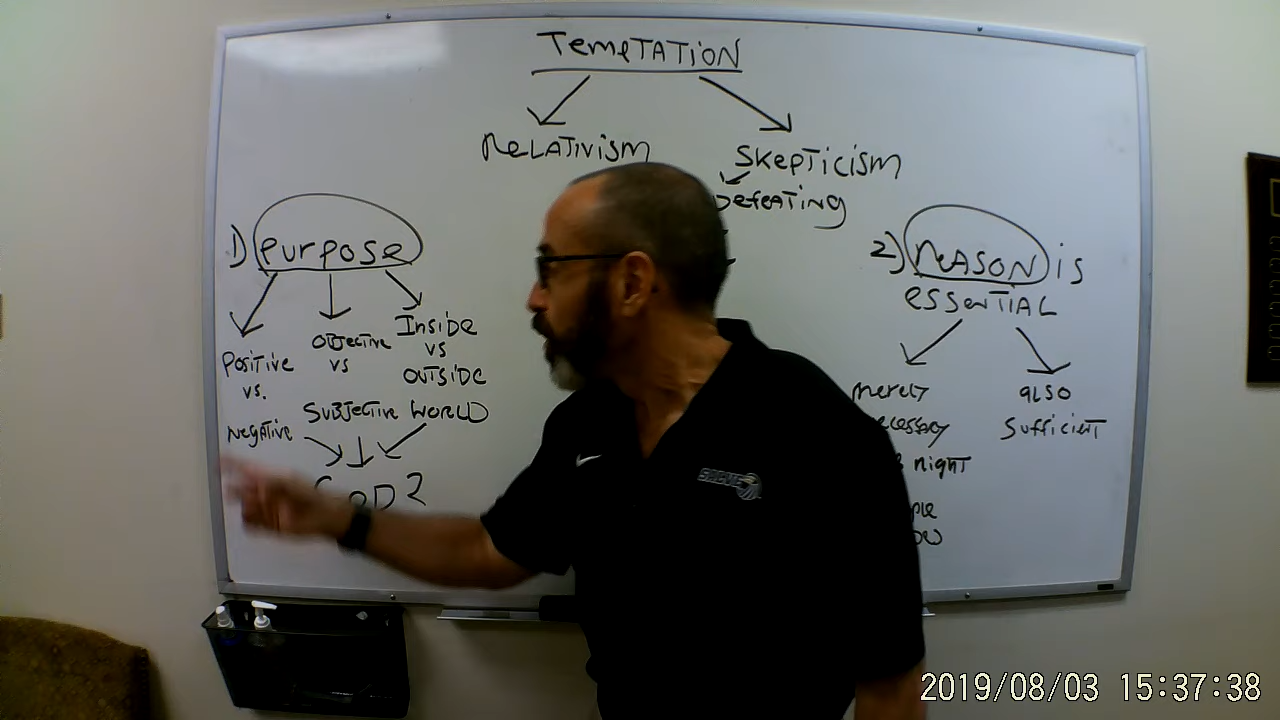 TemPTATiON
ReLATivism
SKepTiciSM
DefeATiNg
1) Purpose
2) ReASON is
esseNTiAL
PosiTive
vs.
NegATive
OBJective
vs
SUBJective
INSiDe
VS
OUTSiDe
WORLD
GOD?
merely
night
ALSO
Sufficient
SALVE
2019/08/03 15:37:38